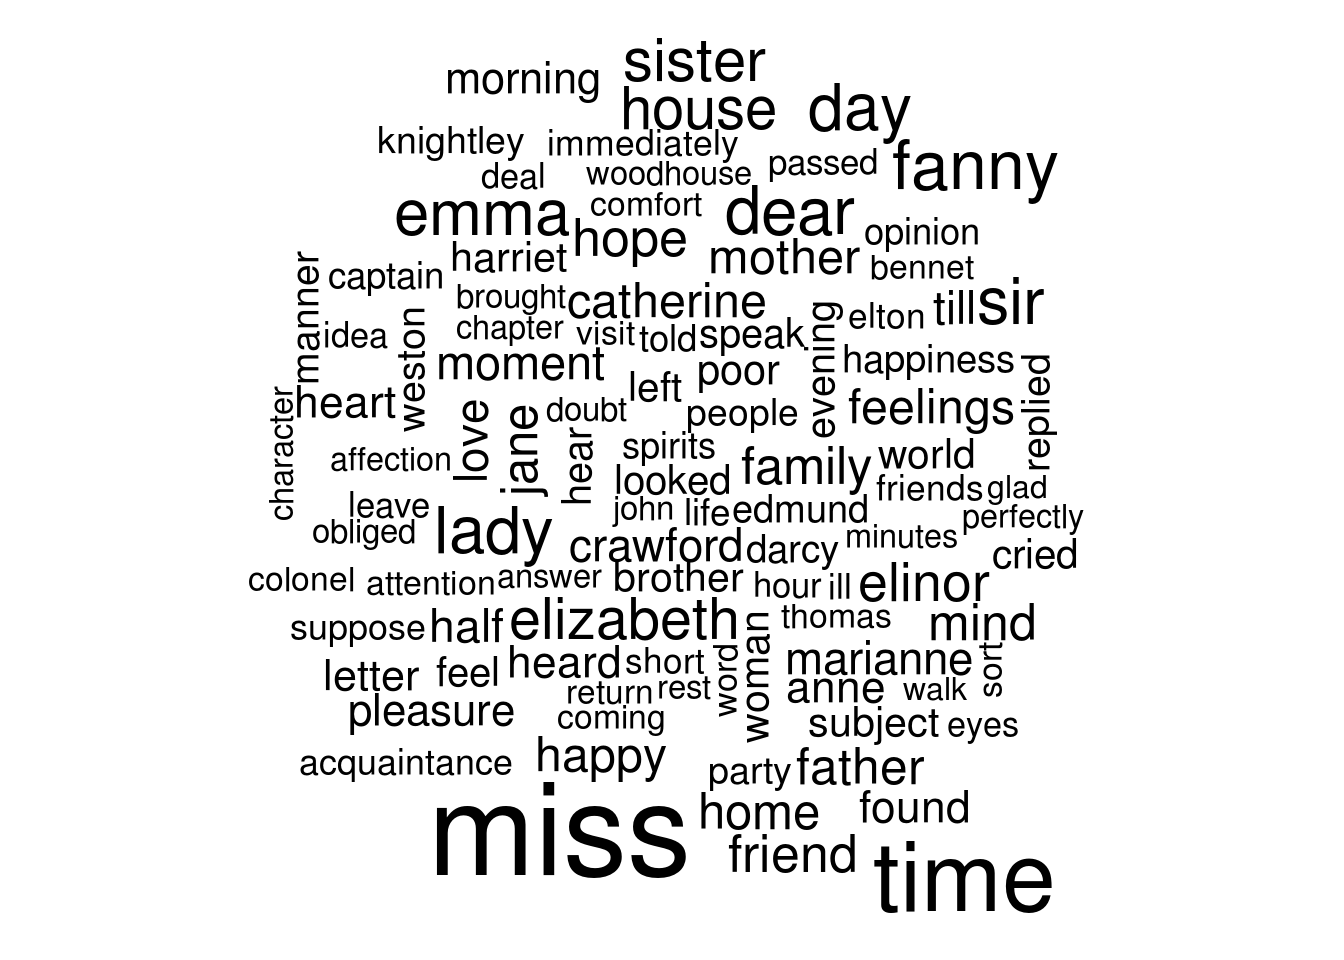 sister
morning
house day
knightley immediately
passed fanny
deal woodhouse
emma comfort dear
hope opinion
harriet mother bennet
manner captain
brought catherine till sir
idea weston chapter visit told speak evening elton
moment happiness
left poor replied
character heart love jane doubt people feelings
hear spirits
affection looked family world
leave friends glad
obliged lady john life edmund perfectly
crawford darcy minutes cried
colonel attention answer brother hour ill elinor
suppose half elizabeth woman thomas mind
letter feel heard short word marianne sort
return rest anne walk
pleasure coming subject eyes
acquaintance happy party father
miss home found
friend time